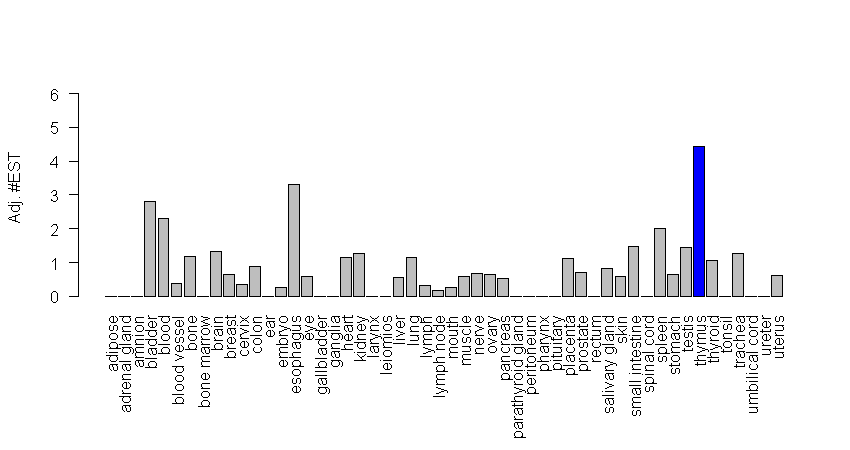 6
5
4
3
2
1
0
Adj. #EST
adipose
adrenal gland
amnion
bladder
blood
blood vessel
bone
bone marrow
brain
breast
cervix
colon
ear
embryo
esophagus
eye
gallbladder
ganglia
heart
kidney
larynx
leiomios
liver
lung
lymph
lymph node
mouth
muscle
nerve
ovary
pancreas
parathyroid gland
peritoneum
pharynx
pituitary
placenta
prostate
rectum
salivary gland
skin
small intestine
spinal cord
spleen
stomach
testis
thymus
thyroid
tonsil
trachea
umbilical cord
ureter
uterus